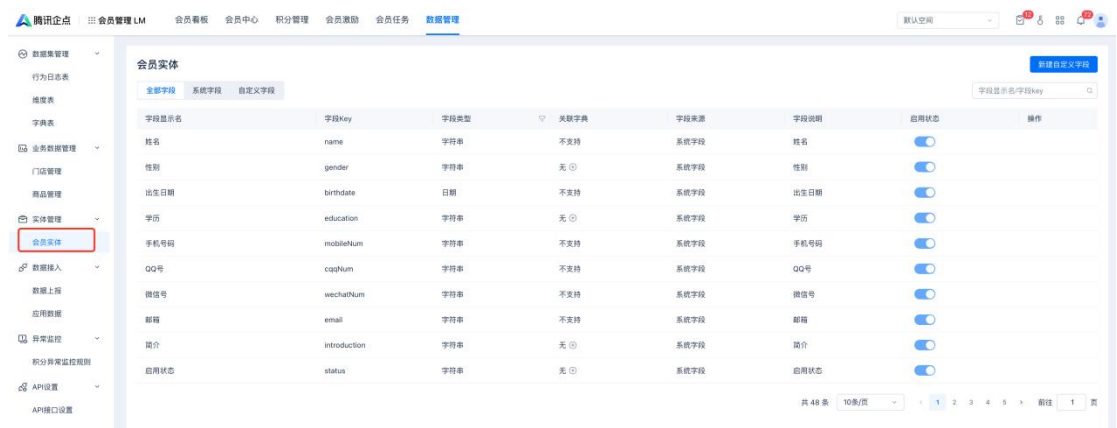 腾讯企点 会员管理 LM 会员看板 会员中心 积分管理 会员激励 会员任务 数据管理 默认空间 12 72
数据集管理
行为日志表
维度表
字典表
业务数据管理
门店管理
商品管理
实体管理
会员实体
数据接入
数据上报
应用数据
异常监控
积分异常监控规则
API设置
API接口设置
会员实体 新建自定义字段
全部字段 系统字段 自定义字段 字段显示名/字段key
字段显示名 字段Key 字段类型 关联字典 字段来源 字段说明 启用状态 操作
姓名 name 字符串 不支持 系统字段 姓名
性别 gender 字符串 无 系统字段 性别
出生日期 birthdate 日期 不支持 系统字段 出生日期
学历 education 字符串 无 系统字段 学历
手机号码 mobileNum 字符串 不支持 系统字段 手机号码
QQ号 cqqNum 字符串 不支持 系统字段 QQ号
微信号 wechatNum 字符串 不支持 系统字段 微信号
邮箱 email 字符串 不支持 系统字段 邮箱
简介 introduction 字符串 无 系统字段 简介
启用状态 status 字符串 无 系统字段 启用状态
共 48 条 10条/页 1 2 3 4 5 前往 1 页